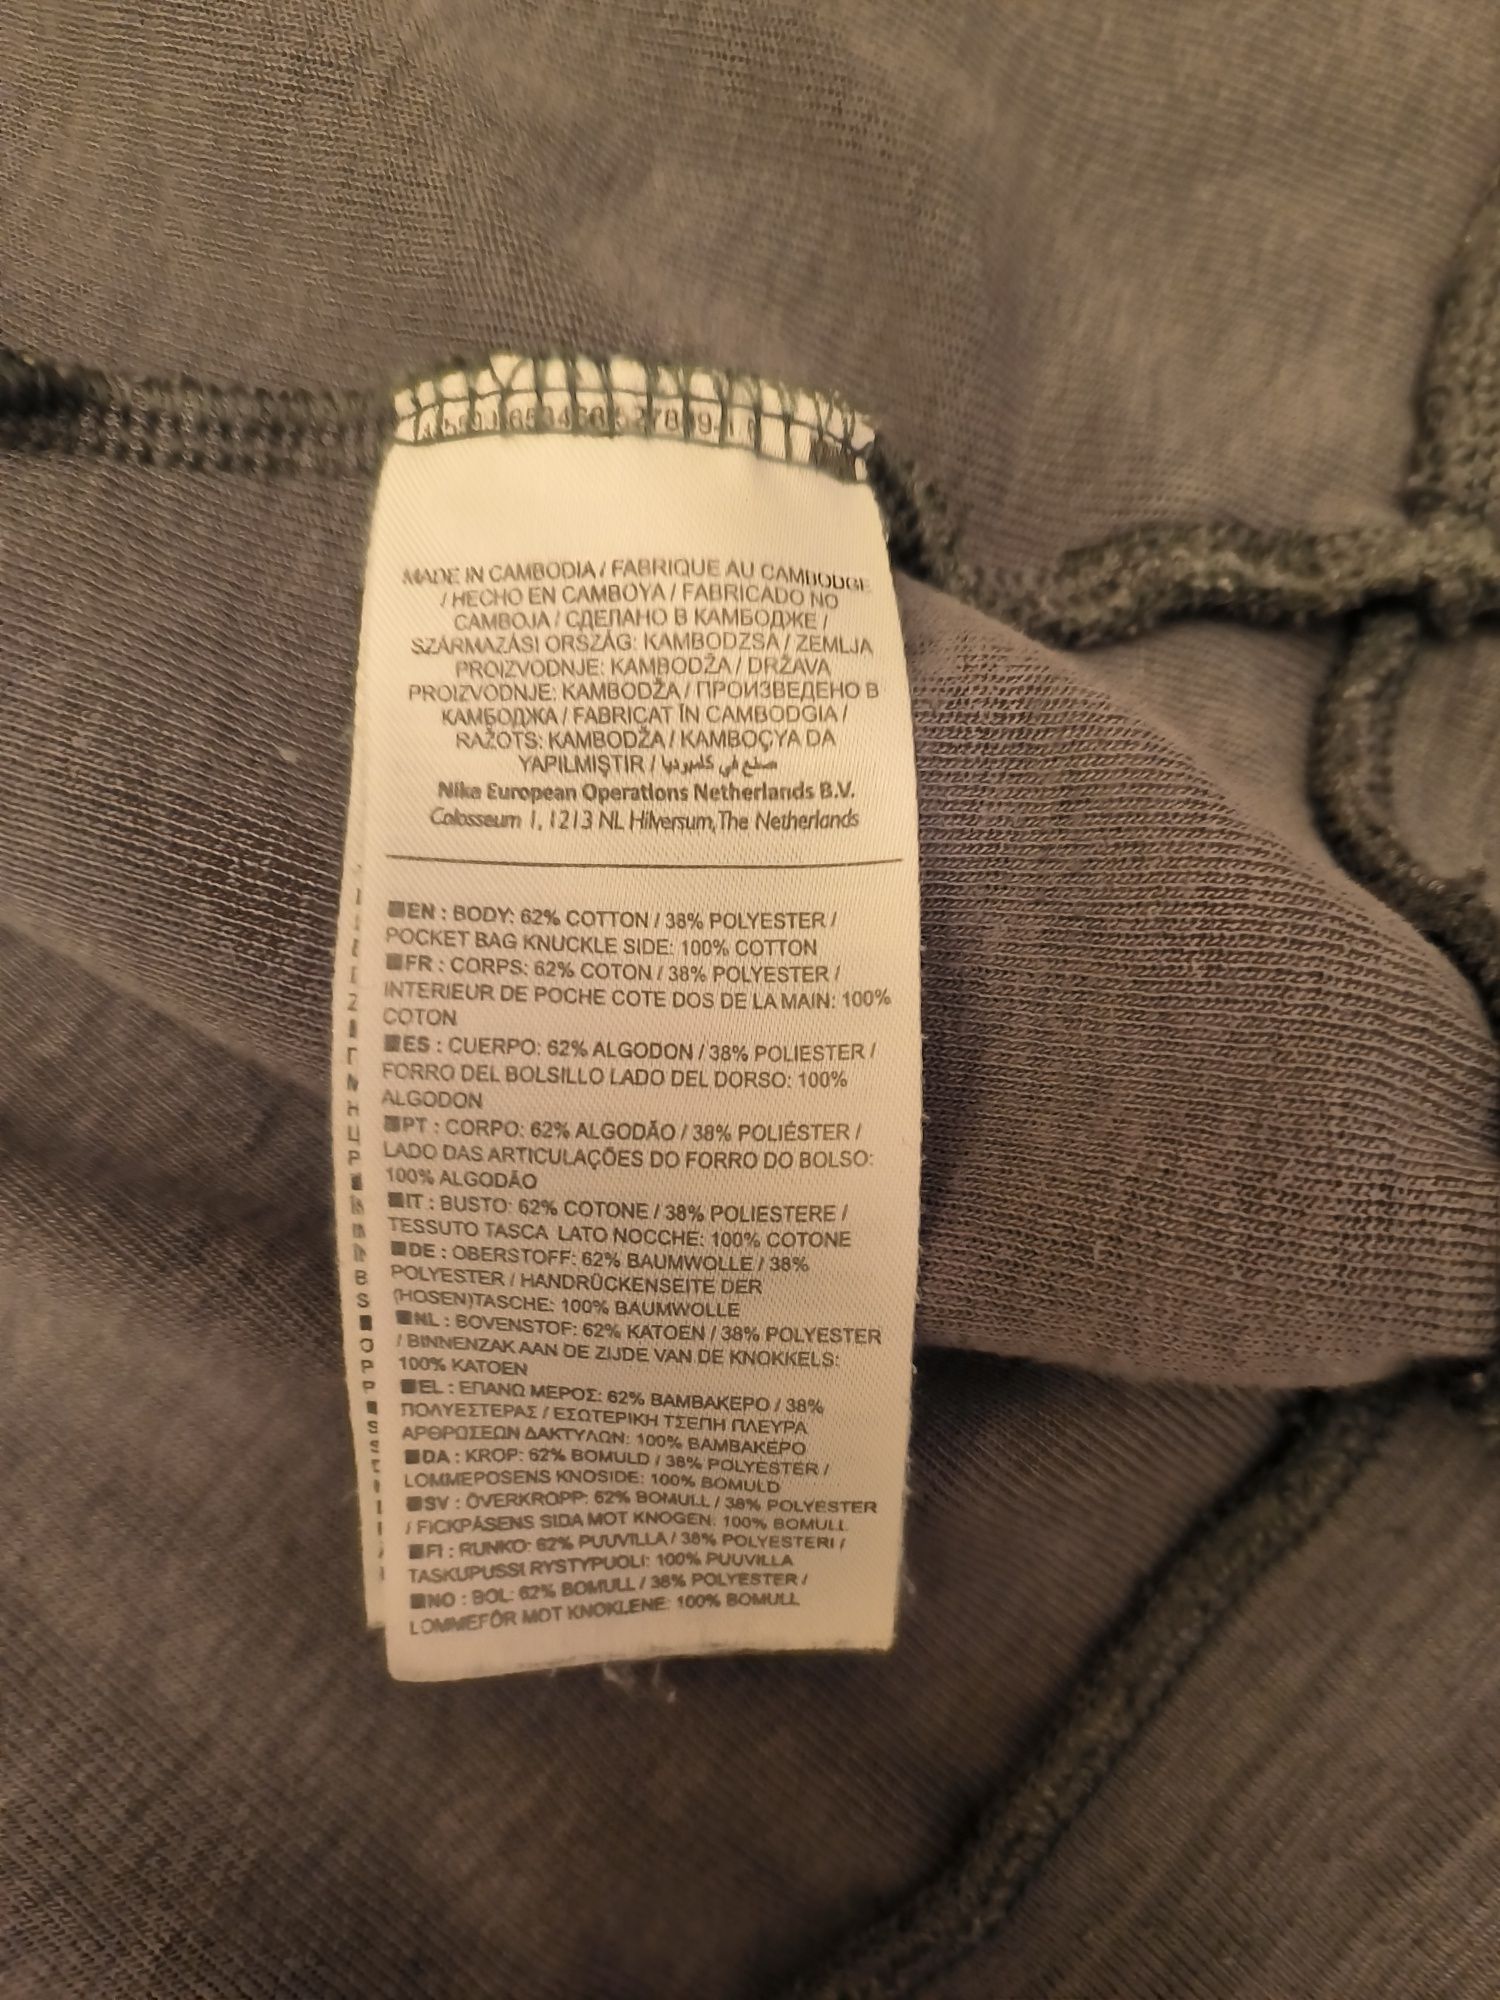 MADE IN CAMBODIA / FABRIQUE AU CAMBODGE
/ HECHO EN CAMBOYA / FABRICADO NO
CAMBOJA / СДЕЛАНО В КАМБОДЖЕ /
SZÁRMAZÁSI ORSZÁG: KAMBODZSA / ZEMLJA
PROIZVODNJE: KAMBODŽA / DRŽAVA
PROIZVODNJE: KAMBODŽA / ПРОИЗВЕДЕНО В
КАМБОДЖА / FABRICAT ÎN CAMBODGIA /
RAŽOTS: KAMBODŽA / KAMBOÇYA DA
YAPILMIŞTIR / صنع في كامبوديا
Nike European Operations Netherlands B.V.
Colosseum 1, 1213 NL Hilversum, The Netherlands
EN : BODY: 62% COTTON / 38% POLYESTER /
POCKET BAG KNUCKLE SIDE: 100% COTTON
FR : CORPS: 62% COTON / 38% POLYESTER /
INTERIEUR DE POCHE COTE DOS DE LA MAIN: 100%
COTON
ES : CUERPO: 62% ALGODON / 38% POLIESTER /
FORRO DEL BOLSILLO LADO DEL DORSO: 100%
ALGODON
PT : CORPO: 62% ALGODÃO / 38% POLIÉSTER /
LADO DAS ARTICULAÇÕES DO FORRO DO BOLSO:
100% ALGODÃO
IT : BUSTO: 62% COTONE / 38% POLIESTERE /
TESSUTO TASCA LATO NOCCHE: 100% COTONE
DE : OBERSTOFF: 62% BAUMWOLLE / 38%
POLYESTER / HANDRÜCKENSEITE DER
(HOSEN)TASCHE: 100% BAUMWOLLE
NL : BOVENSTOF: 62% KATOEN / 38% POLYESTER
/ BINNENZAK AAN DE ZIJDE VAN DE KNOKKELS:
100% KATOEN
EL : ΕΠΑΝΩ ΜΕΡΟΣ: 62% ΒΑΜΒΑΚΕΡΟ / 38%
ΠΟΛΥΕΣΤΕΡΑΣ / ΕΣΩΤΕΡΙΚΗ ΤΣΕΠΗ ΠΛΕΥΡΑ
ΑΡΘΡΩΣΕΩΝ ΔΑΚΤΥΛΩΝ: 100% ΒΑΜΒΑΚΕΡΟ
DA : KROP: 62% BOMULD / 38% POLYESTER /
LOMMEPOSENS KNOSIDE: 100% BOMULD
SV : ÖVERKROPP: 62% BOMULL / 38% POLYESTER
/ FICKPÅSENS SIDA MOT KNOGEN: 100% BOMULL
FI : RUNKO: 62% PUUVILLA / 38% POLYESTERI /
TASKUPUSSI RYSTYPUOLI: 100% PUUVILLA
NO : BOL: 62% BOMULL / 38% POLYESTER /
LOMMEFÔR MOT KNOKLENE: 100% BOMULL